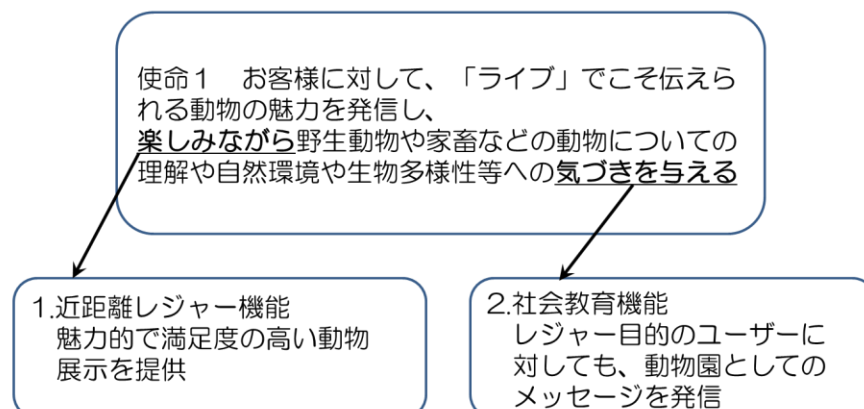 使命１　お客様に対して、「ライブ」でこそ伝えら
れる動物の魅力を発信し、
楽しみながら野生動物や家畜などの動物についての
理解や自然環境や生物多様性等への気づきを与える
1.近距離レジャー機能
魅力的で満足度の高い動物
展示を提供
2.社会教育機能
レジャー目的のユーザーに
対しても、動物園としての
メッセージを発信